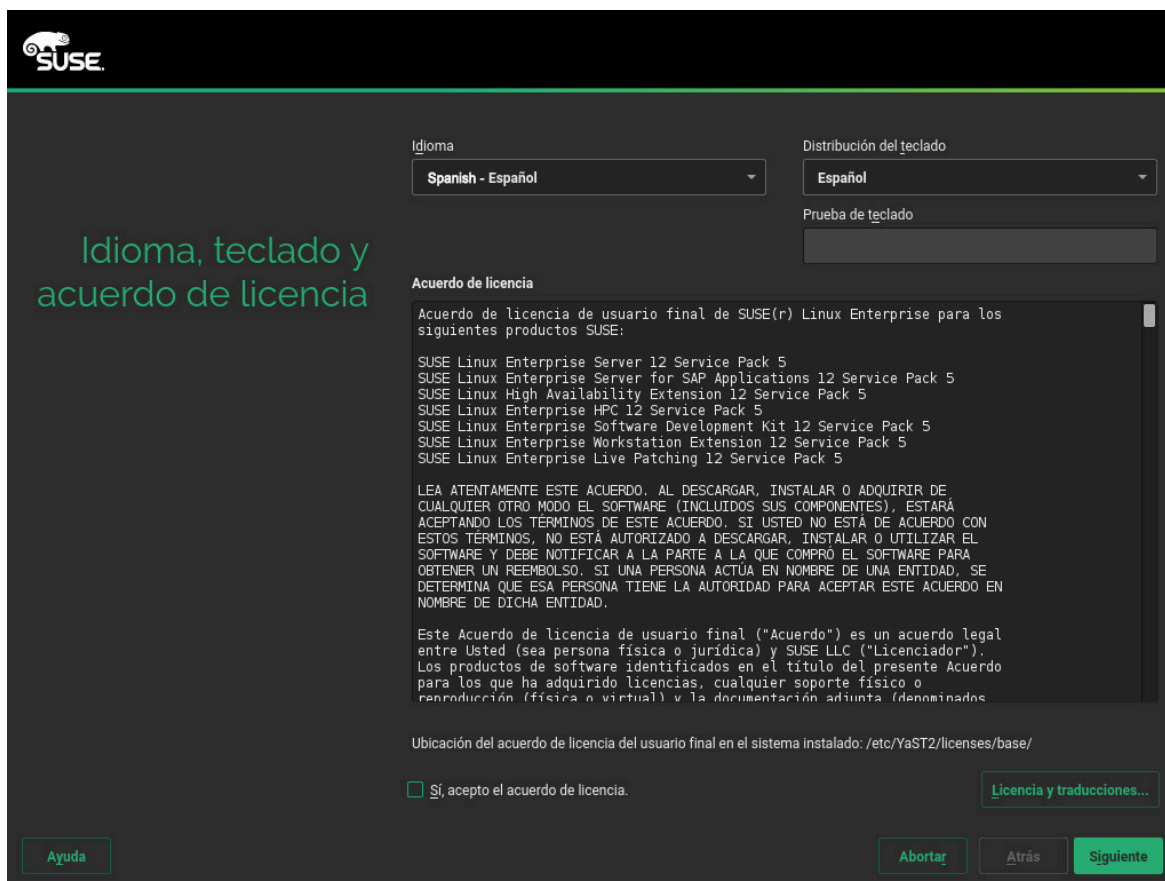 SUSE.
Idioma
Distribución del teclado
Spanish - Español
Español
Prueba de teclado
Idioma, teclado y
acuerdo de licencia
Acuerdo de licencia
Acuerdo de licencia de usuario final de SUSE(r) Linux Enterprise para los
siguientes productos SUSE:
SUSE Linux Enterprise Server 12 Service Pack 5
SUSE Linux Enterprise Server for SAP Applications 12 Service Pack 5
SUSE Linux High Availability Extension 12 Service Pack 5
SUSE Linux Enterprise HPC 12 Service Pack 5
SUSE Linux Enterprise Software Development Kit 12 Service Pack 5
SUSE Linux Enterprise Workstation Extension 12 Service Pack 5
SUSE Linux Enterprise Live Patching 12 Service Pack 5
LEA ATENTAMENTE ESTE ACUERDO. AL DESCARGAR, INSTALAR O ADQUIRIR DE
CUALQUIER OTRO MODO EL SOFTWARE (INCLUIDOS SUS COMPONENTES), ESTARÁ
ACEPTANDO LOS TÉRMINOS DE ESTE ACUERDO. SI USTED NO ESTÁ DE ACUERDO CON
ESTOS TÉRMINOS, NO ESTÁ AUTORIZADO A DESCARGAR, INSTALAR O UTILIZAR EL
SOFTWARE Y DEBE NOTIFICAR A LA PARTE A LA QUE COMPRÓ EL SOFTWARE PARA
OBTENER UN REEMBOLSO. SI UNA PERSONA ACTÚA EN NOMBRE DE UNA ENTIDAD, SE
DETERMINA QUE ESA PERSONA TIENE LA AUTORIDAD PARA ACEPTAR ESTE ACUERDO EN
NOMBRE DE DICHA ENTIDAD.
Este Acuerdo de licencia de usuario final ("Acuerdo") es un acuerdo legal
entre Usted (sea persona física o jurídica) y SUSE LLC ("Licenciador").
Los productos de software identificados en el título del presente Acuerdo
para los que ha adquirido licencias, cualquier soporte físico o
reproducción (física o virtual) y la documentación adjunta (denominados
Ubicación del acuerdo de licencia del usuario final en el sistema instalado: /etc/YaST2/licenses/base/
Sí, acepto el acuerdo de licencia.
Licencia y traducciones...
Ayuda
Abortar
Atrás
Siguiente